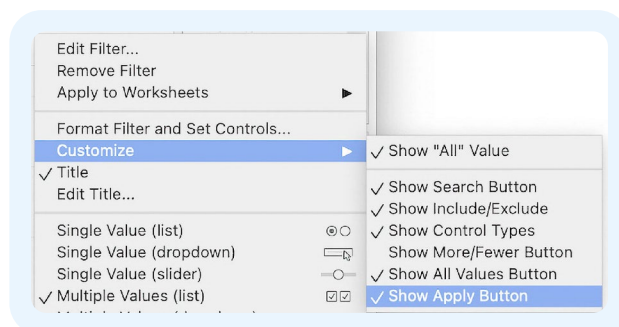 Edit Filter...
Remove Filter
Apply to Worksheets
Format Filter and Set Controls...
Customize
Title
Edit Title...
Single Value (list)
Single Value (dropdown)
Single Value (slider)
Multiple Values (list)
Show "All" Value
Show Search Button
Show Include/Exclude
Show Control Types
Show More/Fewer Button
Show All Values Button
Show Apply Button